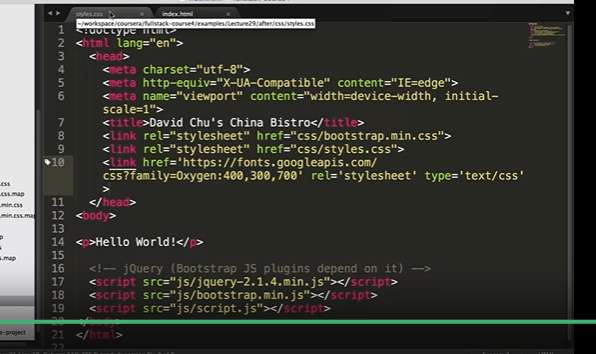 styles.css
index.html
~/workspace/coursera/fullstack-course4/examples/Lecture29/after/css/styles.css
1 <!doctype html>
2 <html lang="en">
3 <head>
4 <meta charset="utf-8">
5 <meta http-equiv="X-UA-Compatible" content="IE=edge">
6 <meta name="viewport" content="width=device-width, initial-
scale=1">
7 <title>David Chu's China Bistro</title>
8 <link rel="stylesheet" href="css/bootstrap.min.css">
9 <link rel="stylesheet" href="css/styles.css">
10 <link href='https://fonts.googleapis.com/
css?family=Oxygen:400,300,700' rel='stylesheet' type='text/css'
>
11 </head>
12 <body>
13
14 <p>Hello World!</p>
15
16 <!-- jQuery (Bootstrap JS plugins depend on it) -->
17 <script src="js/jquery-2.1.4.min.js"></script>
18 <script src="js/bootstrap.min.js"></script>
19 <script src="js/script.js"></script>
20 </body>
21 </html>
.css
.css.map
.min.css
.min.css.map
s.map
e-project